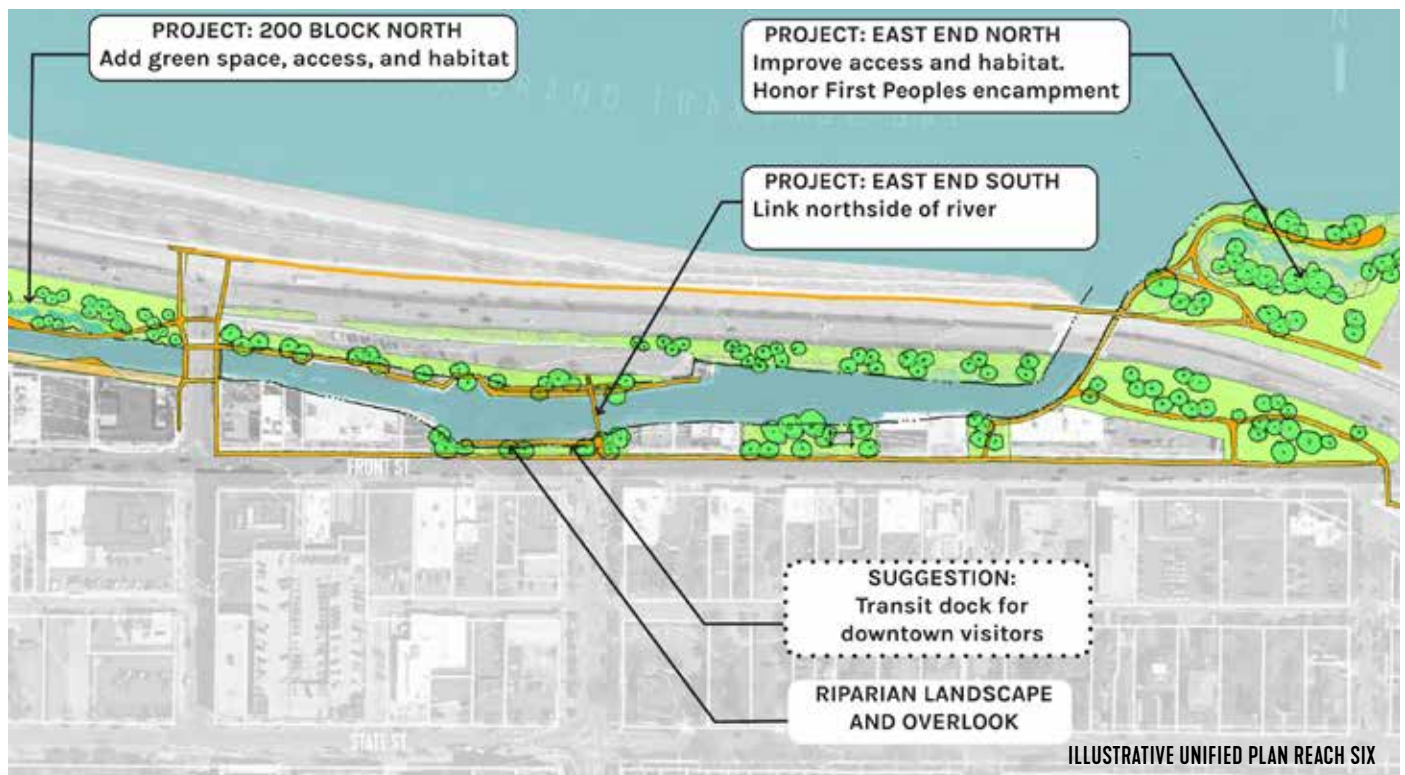 PROJECT: 200 BLOCK NORTH
Add green space, access, and habitat
PROJECT: EAST END NORTH
Improve access and habitat.
Honor First Peoples encampment
N
PROJECT: EAST END SOUTH
Link northside of river
FRONT ST
SUGGESTION:
Transit dock for
downtown visitors
RIPARIAN LANDSCAPE
AND OVERLOOK
STATE ST
ILLUSTRATIVE UNIFIED PLAN REACH SIX